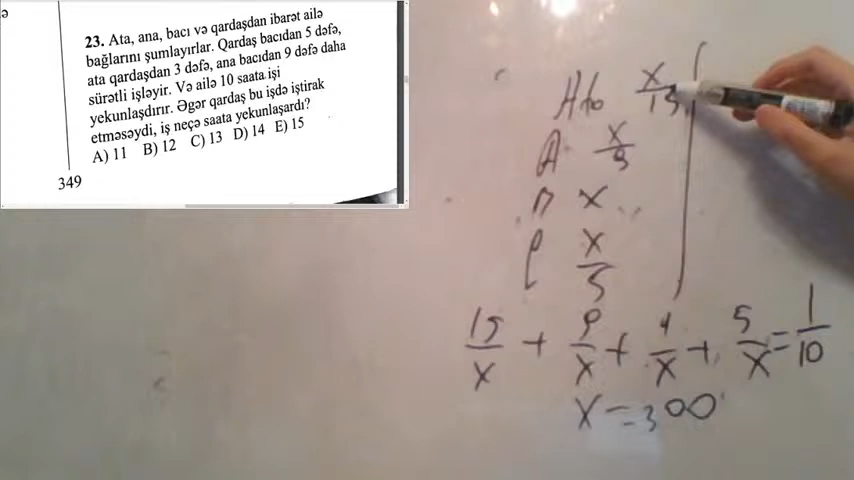 ə
23. Ata, ana, bacı və qardaşdan ibarət ailə
bağlarını şumlayırlar. Qardaş bacıdan 5 dəfə,
ata qardaşdan 3 dəfə, ana bacıdan 9 dəfə daha
sürətli işləyir. Və ailə 10 saata işi
yekunlaşdırır. Əgər qardaş bu işdə iştirak
etməsəydi, iş neçə saata yekunlaşardı?
A) 11 B) 12 C) 13 D) 14 E) 15
349
Ata x/15
A x/9
x
x/5
15/x + 9/x + 1/x + 5/x = 1/10
x = 300